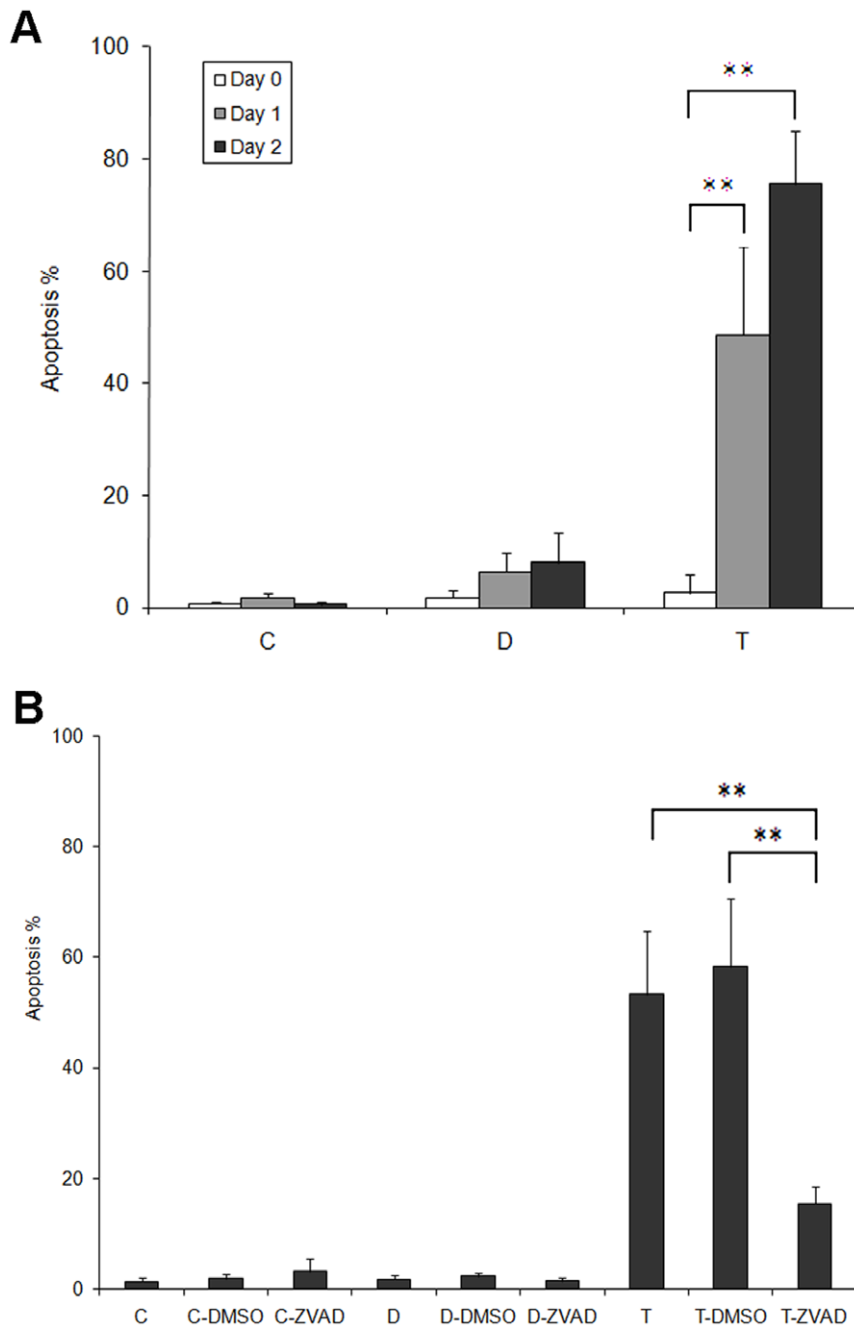 A
100
Day 0
Day 1
Day 2
**
80
**
60
Apoptosis %
40
20
0
C D T
B
100
**
80
**
60
Apoptosis %
40
20
0
C C-DMSO C-ZVAD D D-DMSO D-ZVAD T T-DMSO T-ZVAD